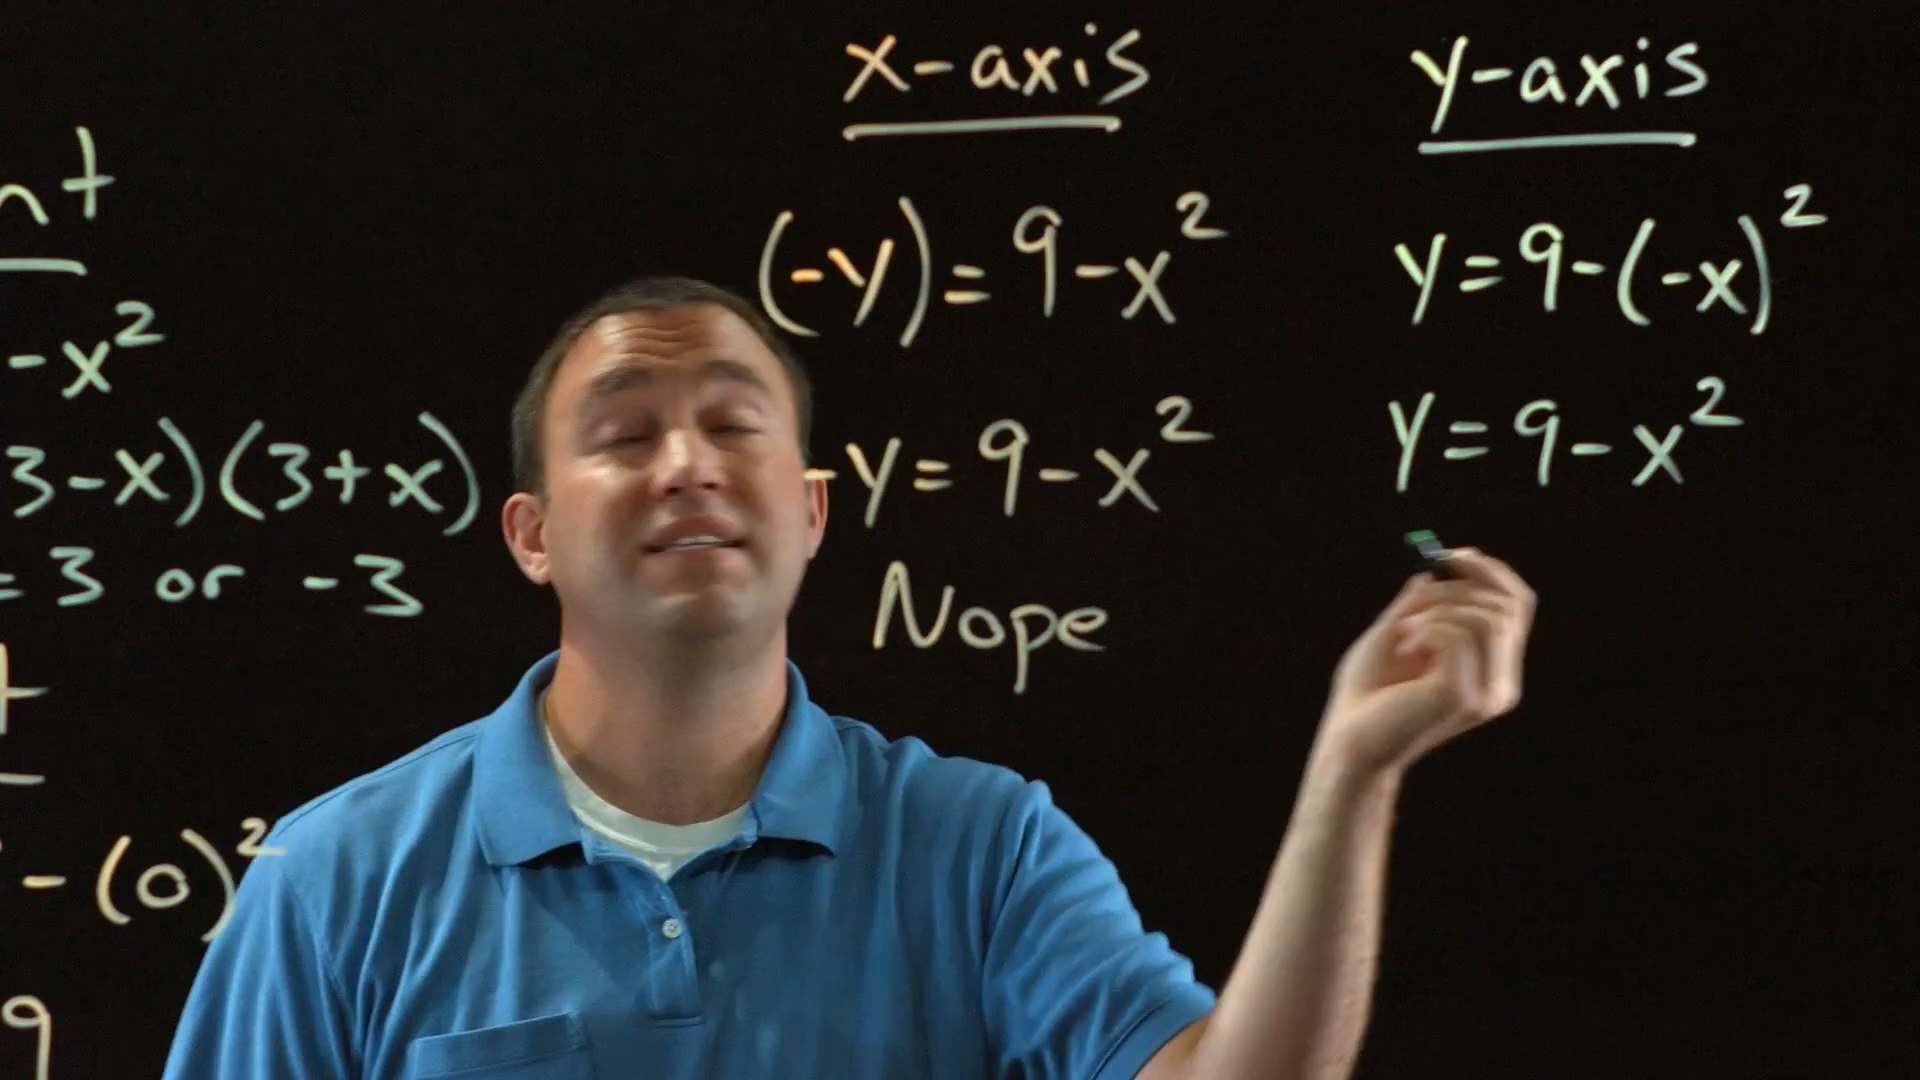 x-axis
(-y)=9-x²
-y=9-x²
Nope
y-axis
y=9-(-x)²
y=9-x²
nt
-x²
3-x)(3+x)
=3 or -3
t
-(0)²
9